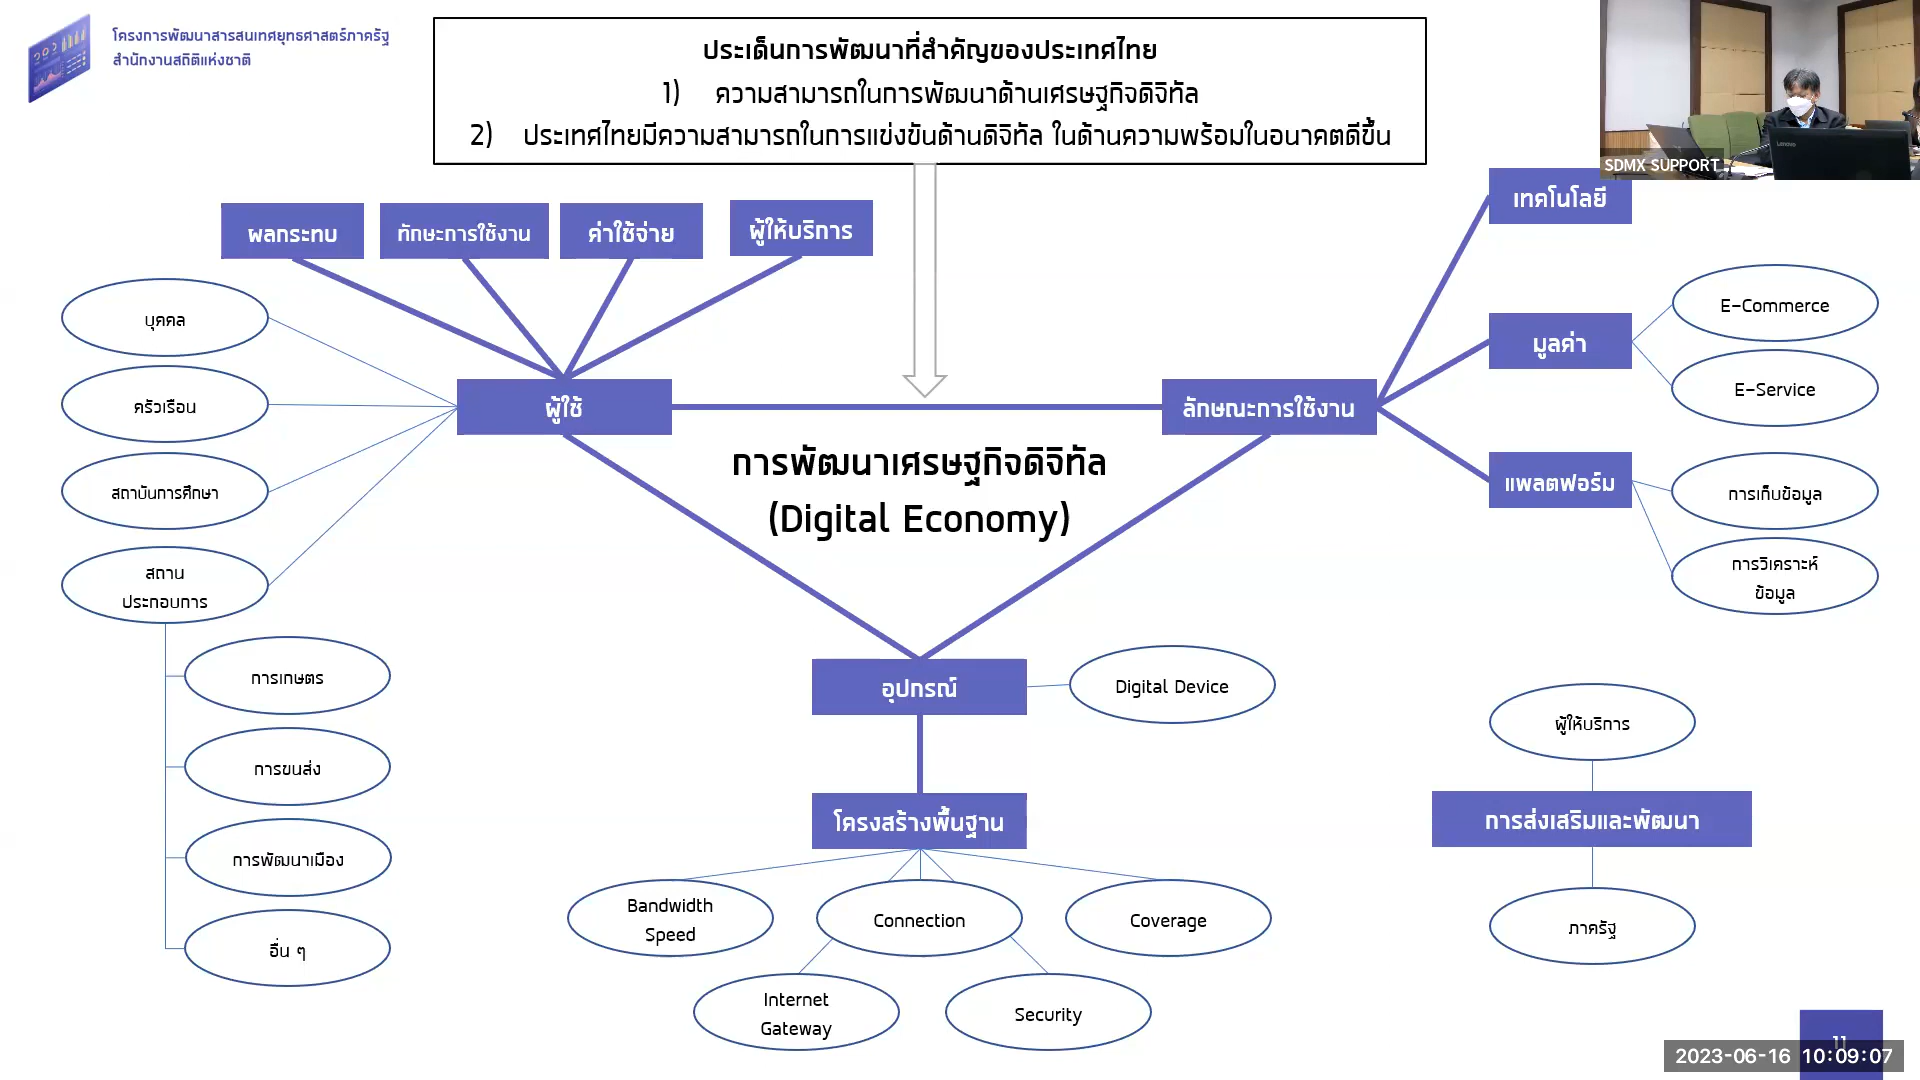 โครงการพัฒนาสารสนเทศยุทธศาสตร์ภาครัฐ
สำนักงานสถิติแห่งชาติ
ประเด็นการพัฒนาที่สำคัญของประเทศไทย
1) ความสามารถในการพัฒนาด้านเศรษฐกิจดิจิทัล
2) ประเทศไทยมีความสามารถในการแข่งขันด้านดิจิทัล ในด้านความพร้อมในอนาคตดีขึ้น
SDMX SUPPORT
Lenovo
ผลกระทบ
ทักษะการใช้งาน
ค่าใช้จ่าย
ผู้ให้บริการ
เทคโนโลยี
บุคคล
ครัวเรือน
สถาบันการศึกษา
สถาน
ประกอบการ
ผู้ใช้
ลักษณะการใช้งาน
มูลค่า
E-Commerce
E-Service
แพลตฟอร์ม
การเก็บข้อมูล
การวิเคราะห์
ข้อมูล
การพัฒนาเศรษฐกิจดิจิทัล
(Digital Economy)
การเกษตร
การขนส่ง
การพัฒนาเมือง
อื่น ๆ
อุปกรณ์
Digital Device
โครงสร้างพื้นฐาน
Bandwidth
Speed
Connection
Coverage
Internet
Gateway
Security
ผู้ให้บริการ
การส่งเสริมและพัฒนา
ภาครัฐ
11
2023-06-16 10:09:07